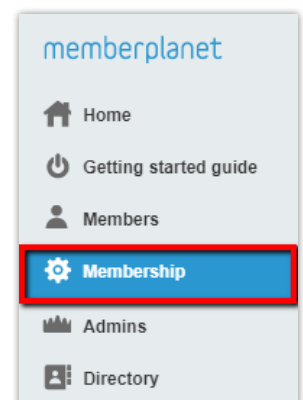 memberplanet
Home
Getting started guide
Members
Membership
Admins
Directory